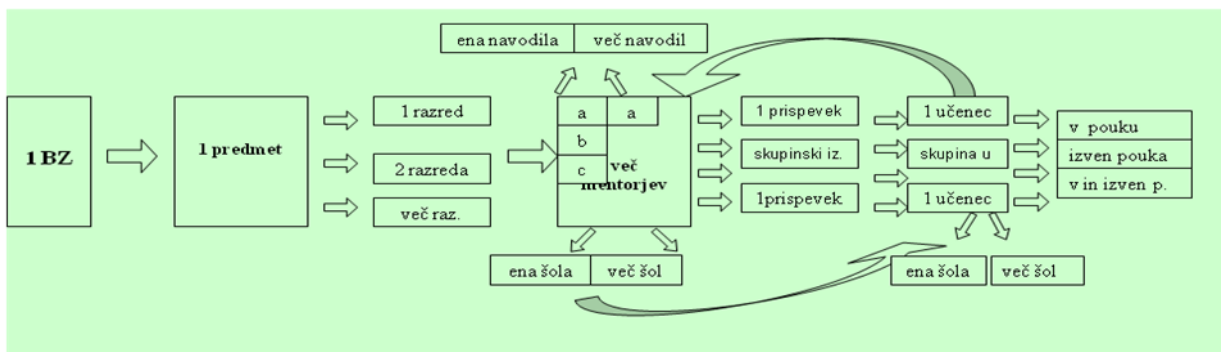 ena navodila več navodil
1 BZ
1 predmet
1 razred
2 razreda
več raz.
a a
b
c
več
mentorjev
1 prispevek
skupinski iz.
1prispevek
1 učenec
skupina u
1 učenec
v pouku
izven pouka
v in izven p.
ena šola več šol
ena šola več šol